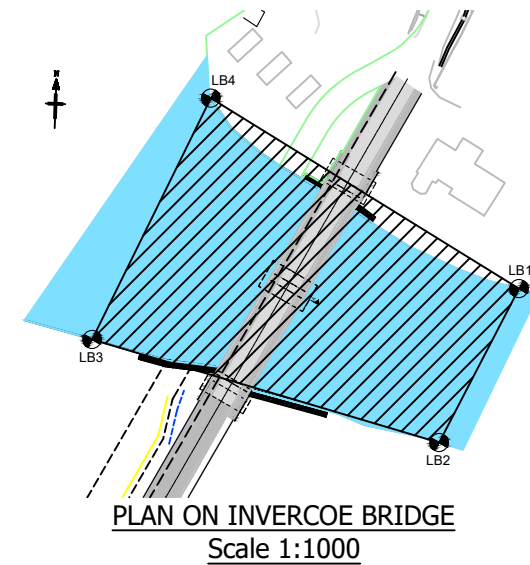 N
LB4
LB1
LB3
LB2
PLAN ON INVERCOE BRIDGE
Scale 1:1000